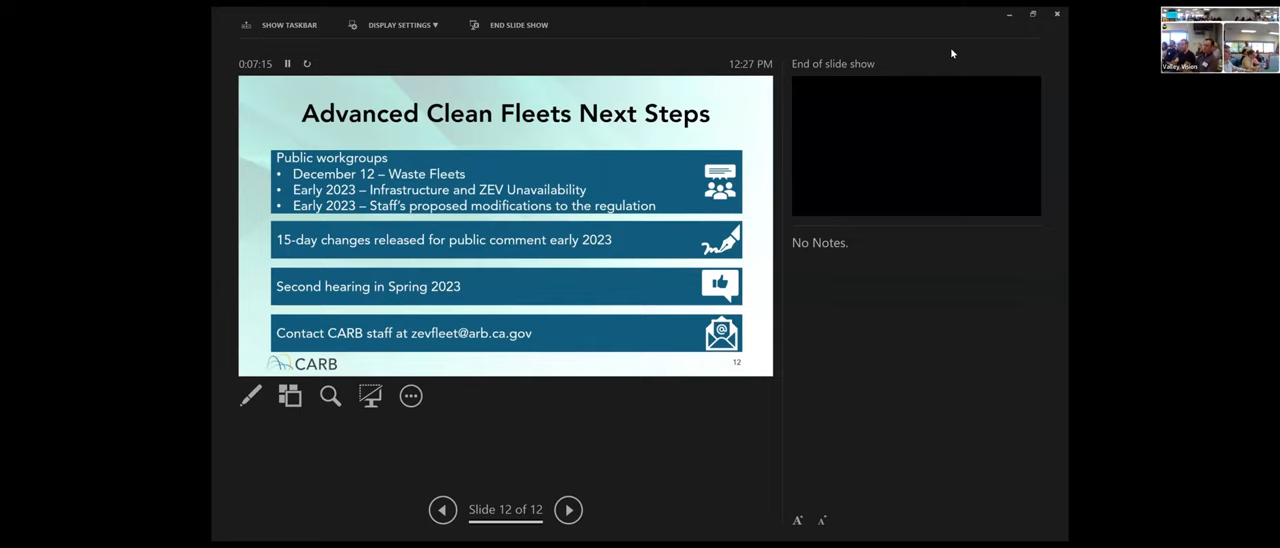 SHOW TASKBAR
DISPLAY SETTINGS ▼
END SLIDE SHOW
0:07:15
12:27 PM
Advanced Clean Fleets Next Steps
Public workgroups
• December 12 – Waste Fleets
• Early 2023 – Infrastructure and ZEV Unavailability
• Early 2023 – Staff's proposed modifications to the regulation
15-day changes released for public comment early 2023
Second hearing in Spring 2023
Contact CARB staff at zevfleet@arb.ca.gov
CARB
12
Slide 12 of 12
End of slide show
No Notes.
A
A
Valley Vision